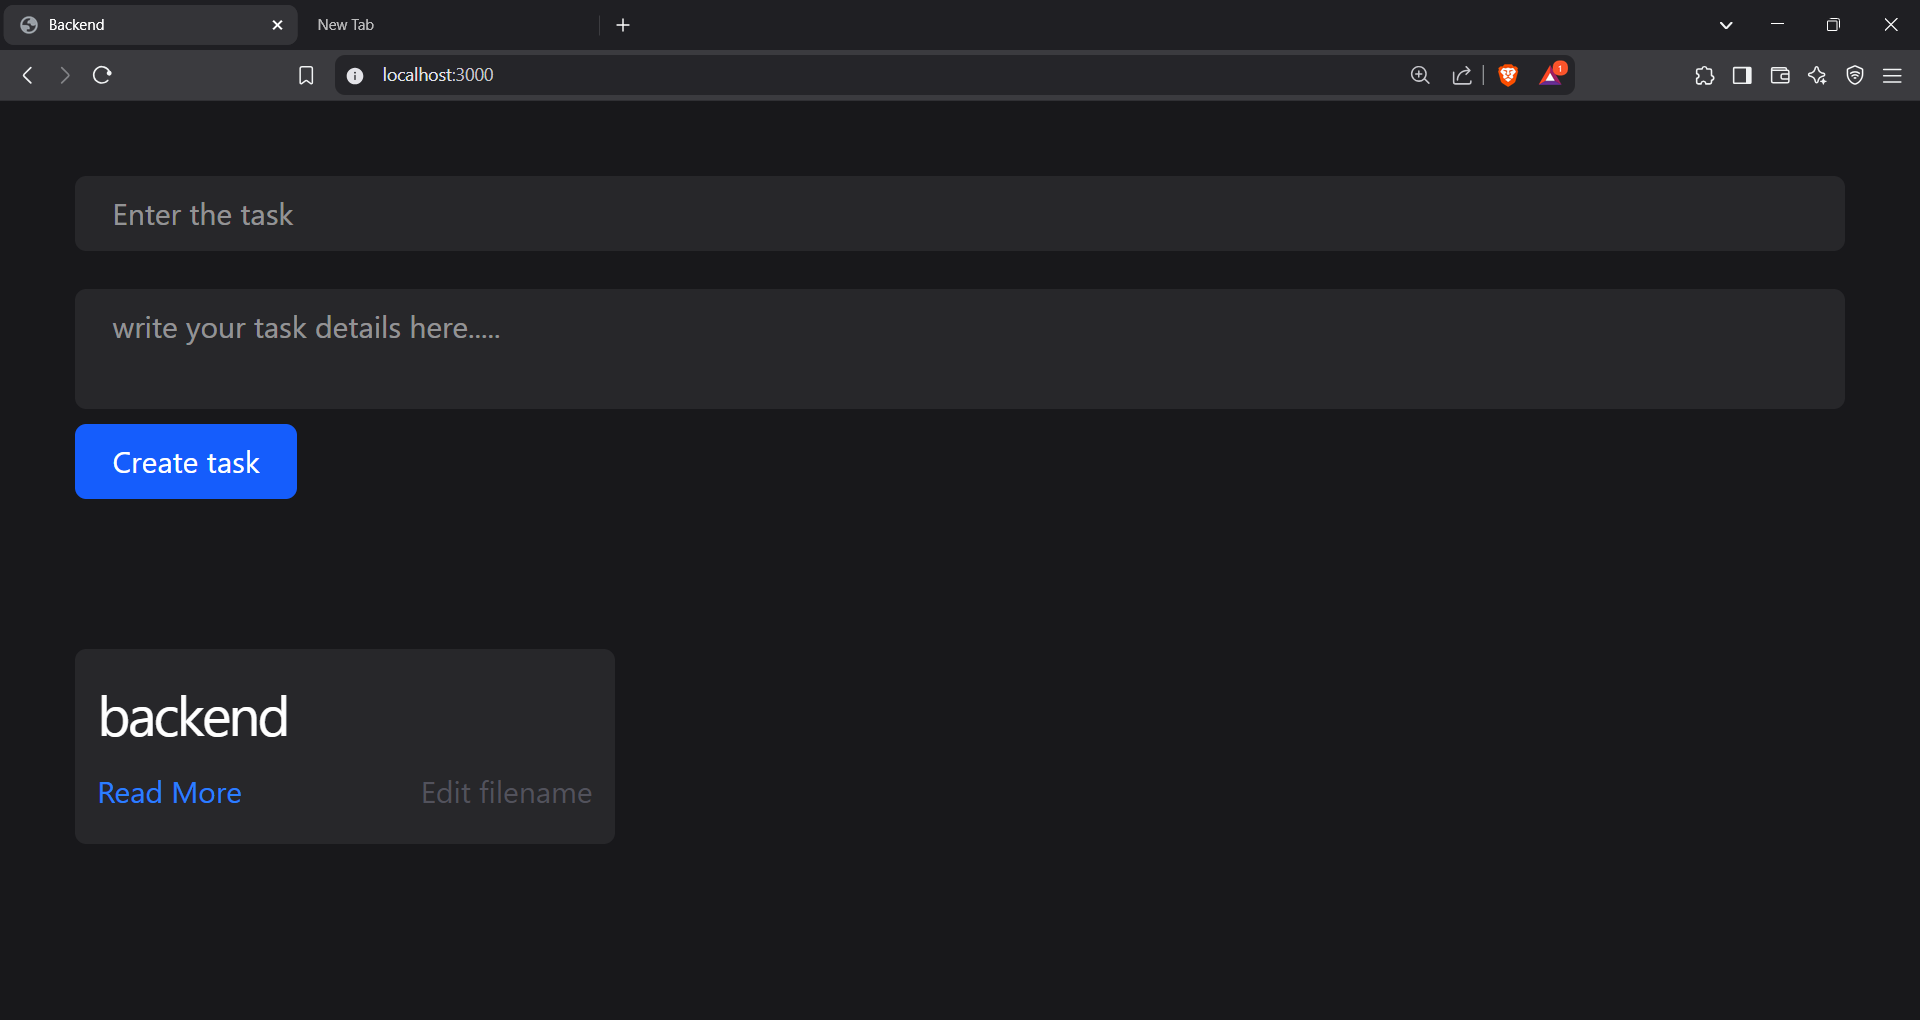 Backend
New Tab
localhost:3000
1
Enter the task
write your task details here.....
Create task
backend
Read More
Edit filename